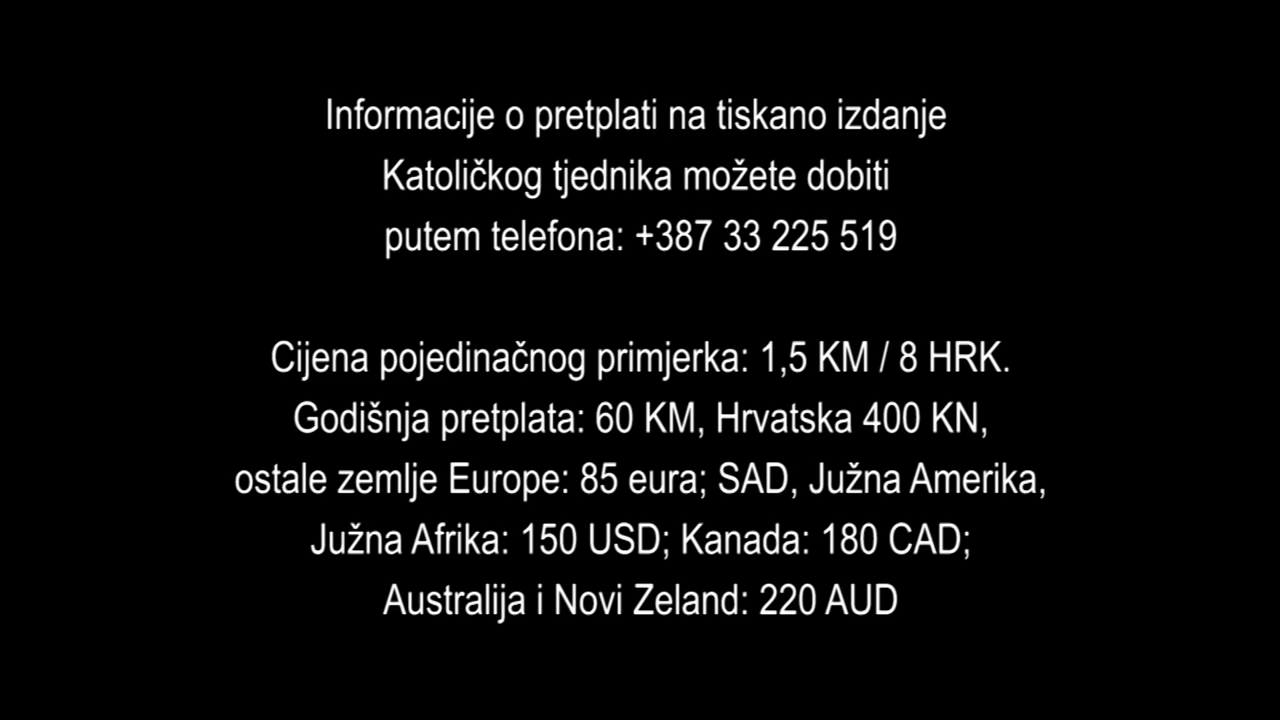 Informacije o pretplati na tiskano izdanje
Katoličkog tjednika možete dobiti
putem telefona: +387 33 225 519
Cijena pojedinačnog primjerka: 1,5 KM / 8 HRK.
Godišnja pretplata: 60 KM, Hrvatska 400 KN,
ostale zemlje Europe: 85 eura; SAD, Južna Amerika,
Južna Afrika: 150 USD; Kanada: 180 CAD;
Australija i Novi Zeland: 220 AUD